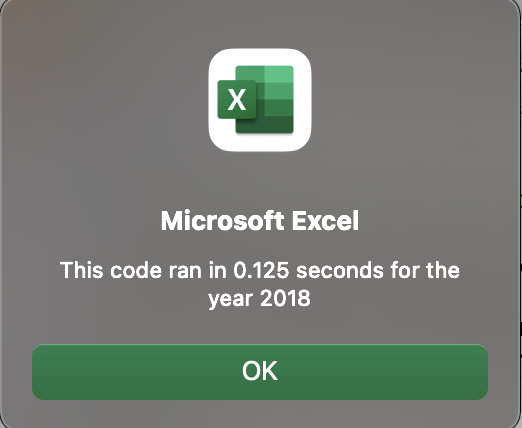 X
Microsoft Excel
This code ran in 0.125 seconds for the
year 2018
OK